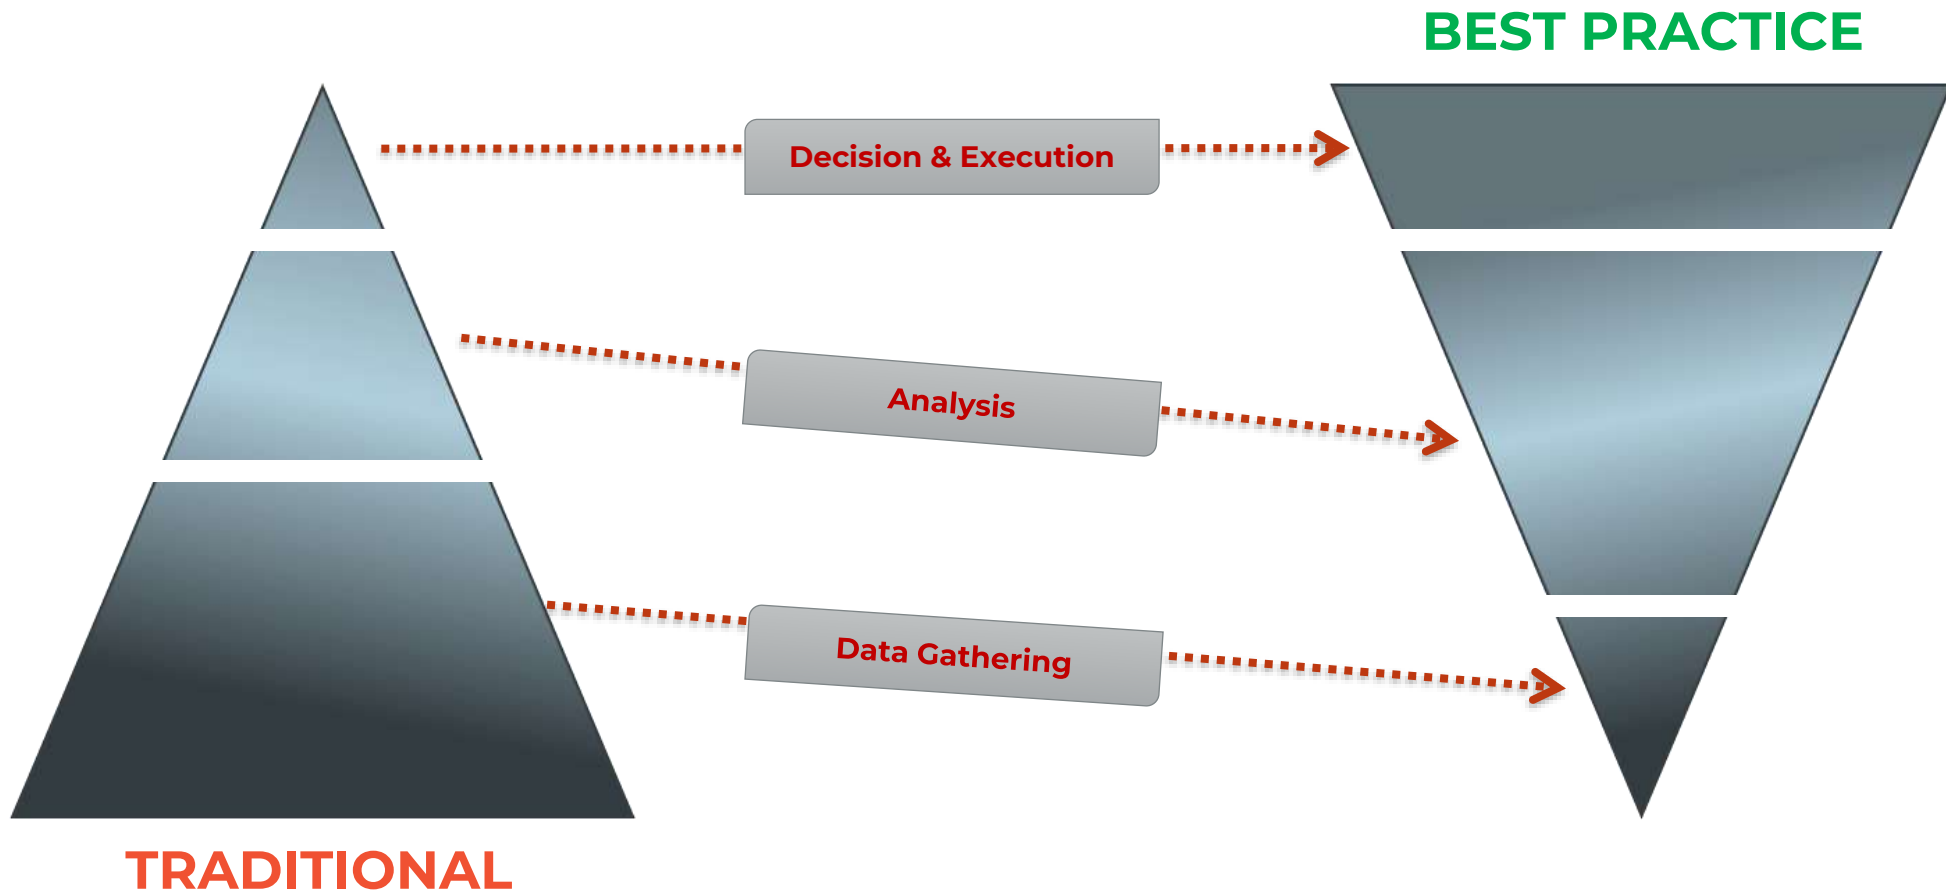 BEST PRACTICE
Decision & Execution
Analysis
Data Gathering
TRADITIONAL